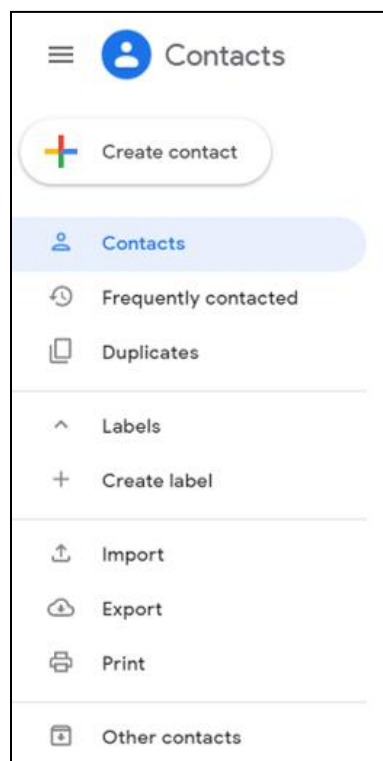 Contacts
Create contact
Contacts
Frequently contacted
Duplicates
Labels
Create label
Import
Export
Print
Other contacts